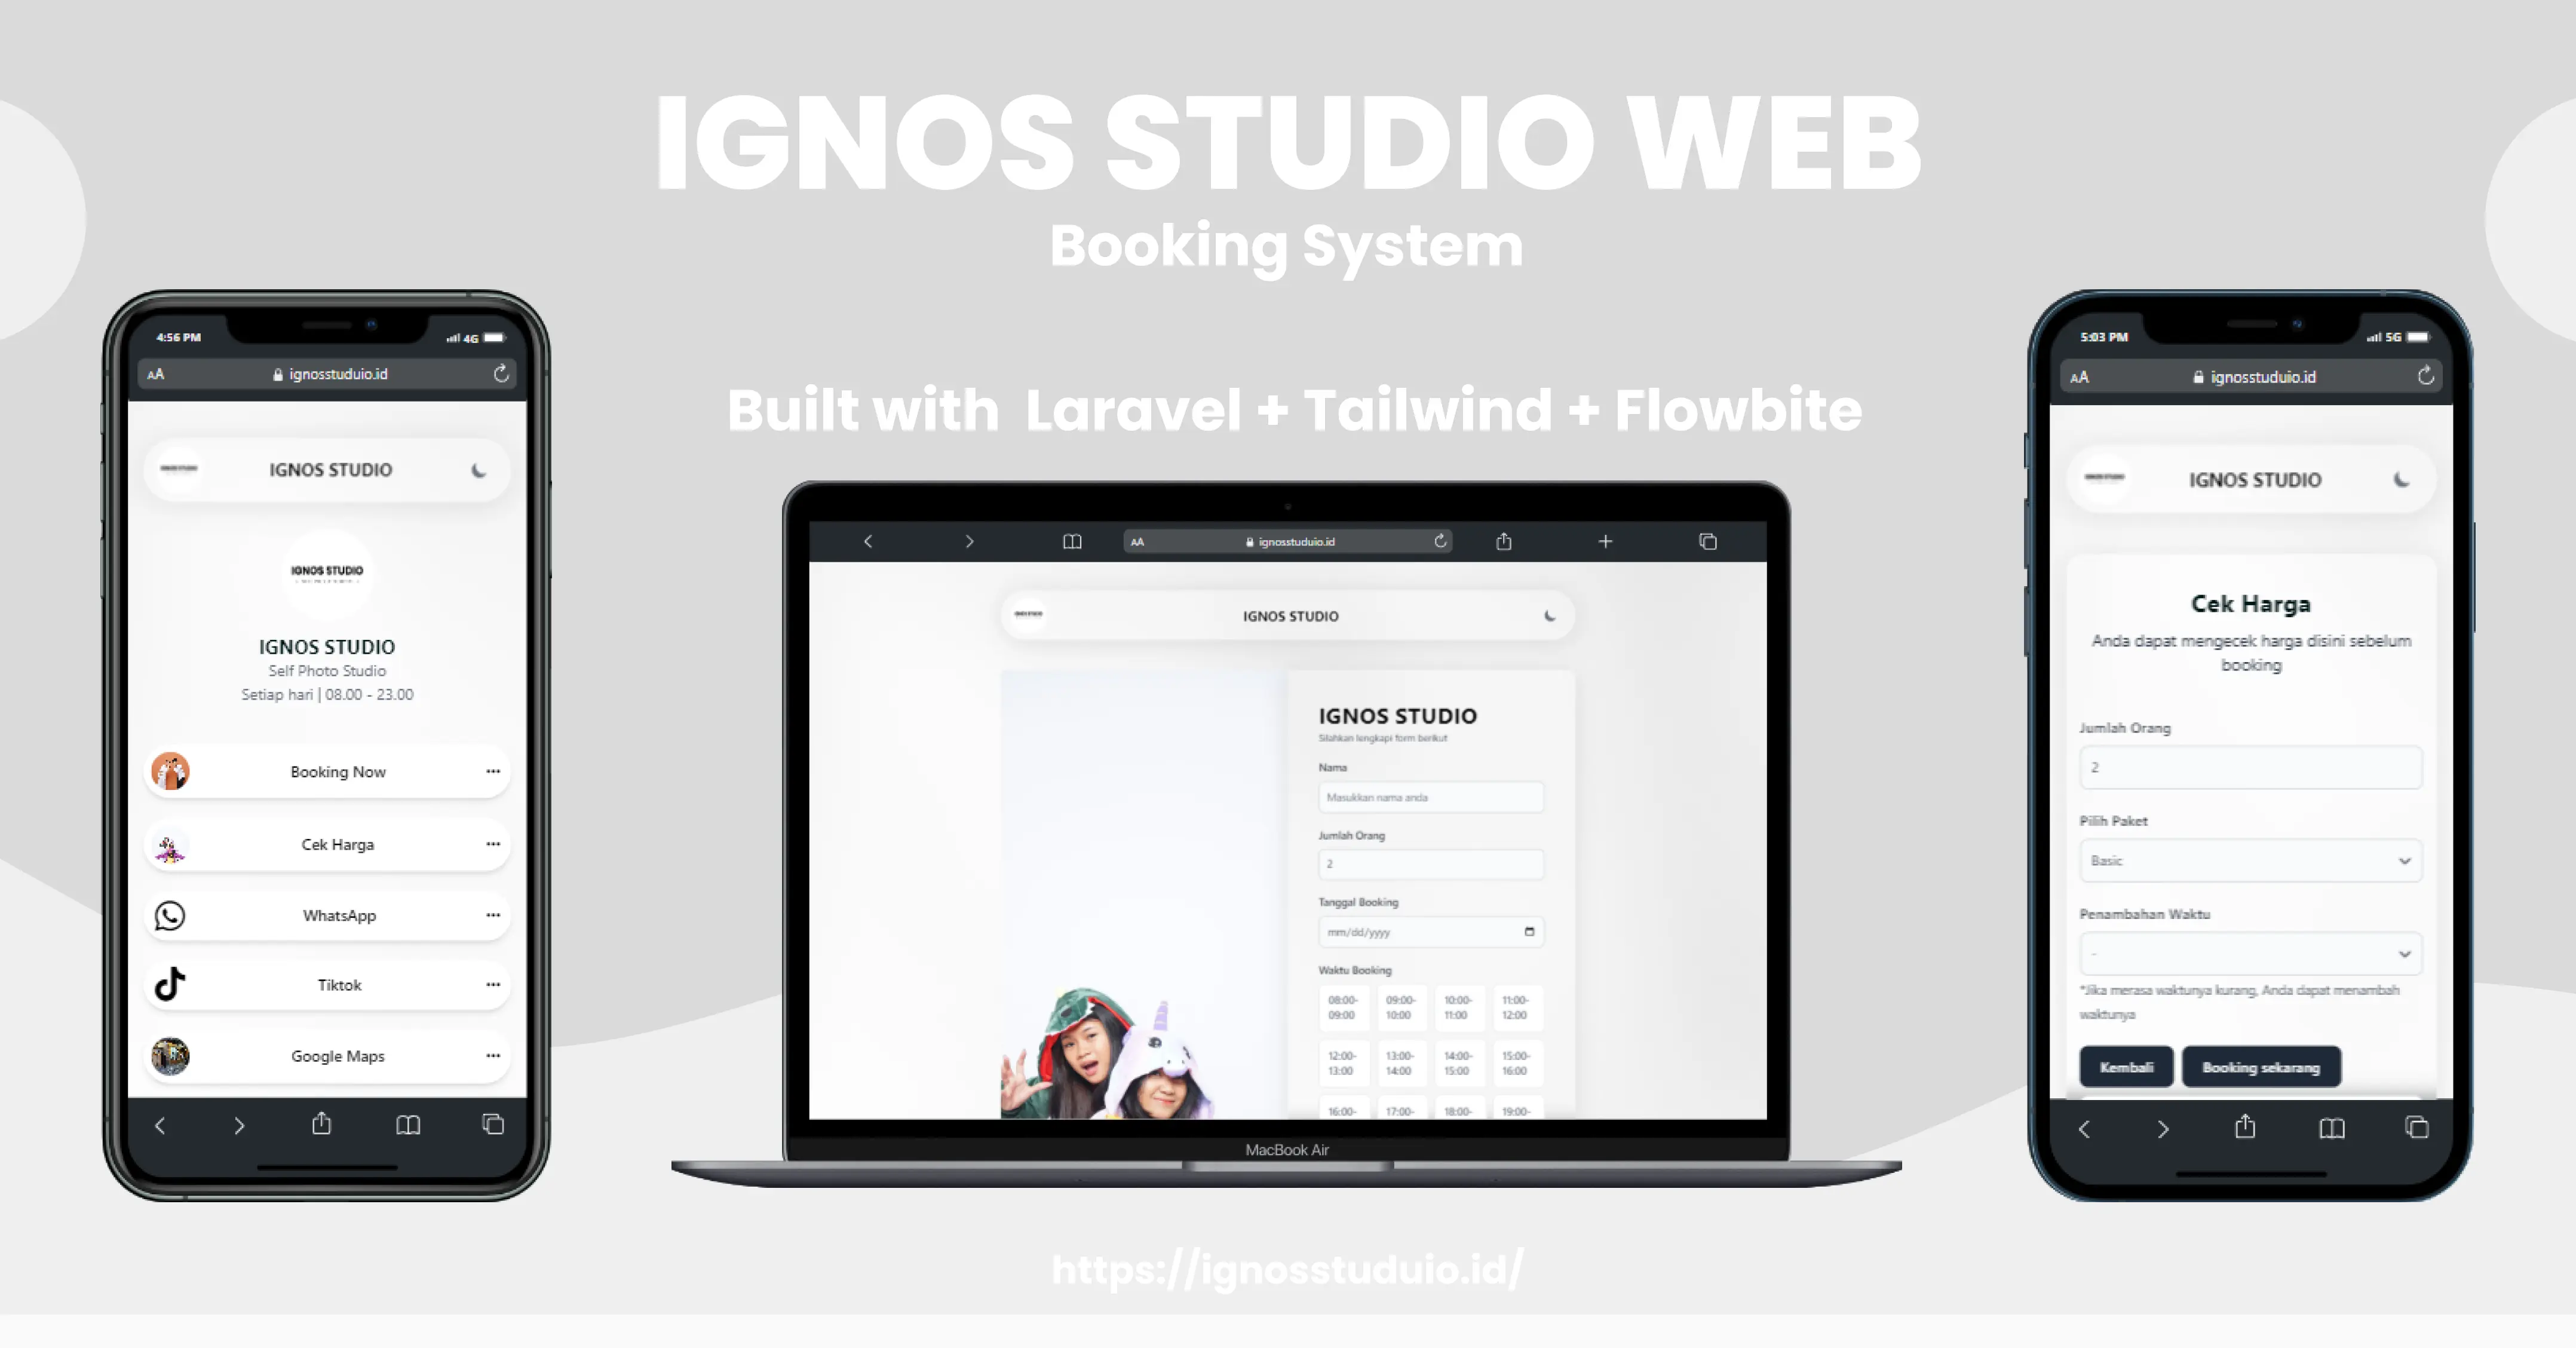 IGNOS STUDIO WEB
Booking System
Built with Laravel + Tailwind + Flowbite
4:56 PM
4G
AA
ignosstuduio.id
IGNOS STUDIO
IGNOS STUDIO
IGNOS STUDIO
IGNOS STUDIO
Self Photo Studio
Setiap hari | 08.00 - 23.00
Booking Now
Cek Harga
WhatsApp
Tiktok
Google Maps
AA
ignosstuduio.id
IGNOS STUDIO
IGNOS STUDIO
Silahkan lengkapi form berikut
Nama
Masukkan nama anda
Jumlah Orang
2
Tanggal Booking
mm/dd/yyyy
Waktu Booking
08:00- 09:00- 10:00- 11:00-
09:00 10:00 11:00 12:00
12:00- 13:00- 14:00- 15:00-
13:00 14:00 15:00 16:00
16:00- 17:00- 18:00- 19:00-
MacBook Air
5:03 PM
5G
AA
ignosstuduio.id
IGNOS STUDIO
Cek Harga
Anda dapat mengecek harga disini sebelum
booking
Jumlah Orang
2
Pilih Paket
Basic
Penambahan Waktu
-
*Jika merasa waktunya kurang, Anda dapat menambah
waktunya
Kembali
Booking sekarang
https://ignosstuduio.id/